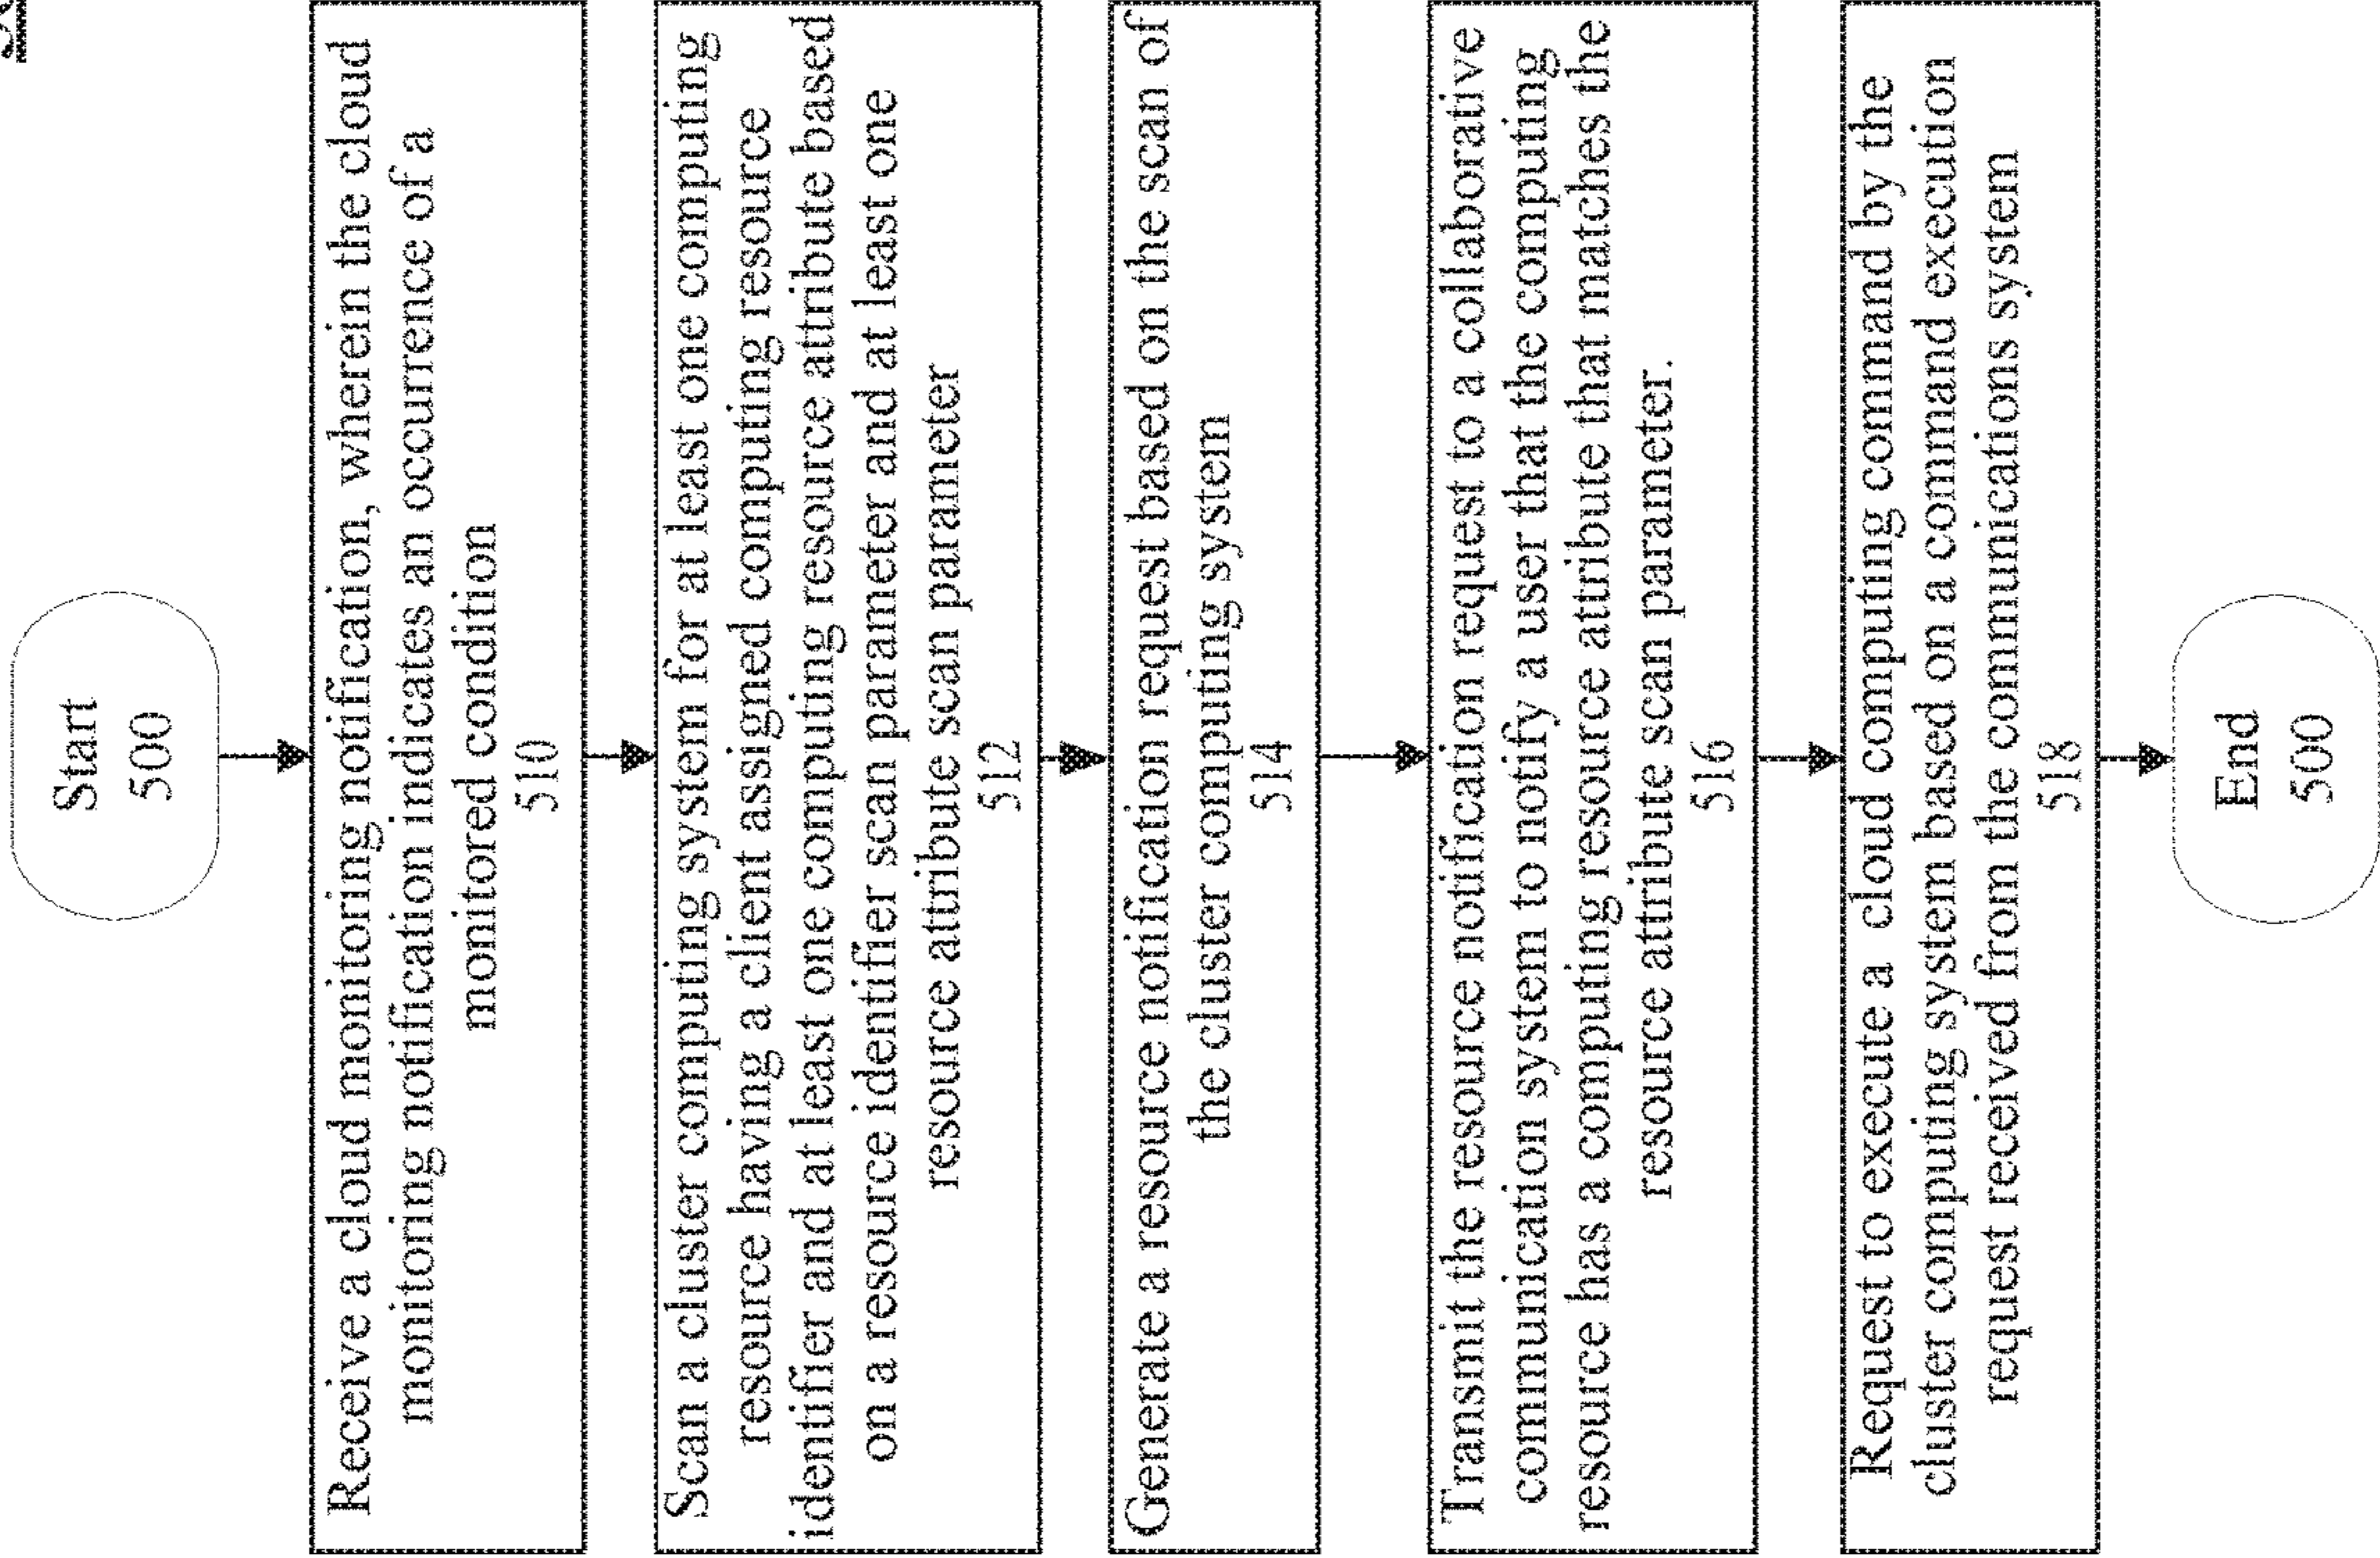 Start
500
Receive a cloud monitoring notification, wherein the cloud
monitoring notification indicates an occurrence of a
monitored condition
510
Scan a cluster computing system for at least one computing
resource having a client assigned computing resource
identifier and at least one computing resource attribute based
on a resource identifier scan parameter and at least one
resource attribute scan parameter
512
Generate a resource notification request based on the scan of
the cluster computing system
514
Transmit the resource notification request to a collaborative
communication system to notify a user that the computing
resource has a computing resource attribute that matches the
resource attribute scan parameter.
516
Request to execute a cloud computing command by the
cluster computing system based on a command execution
request received from the communications system
518
End
500